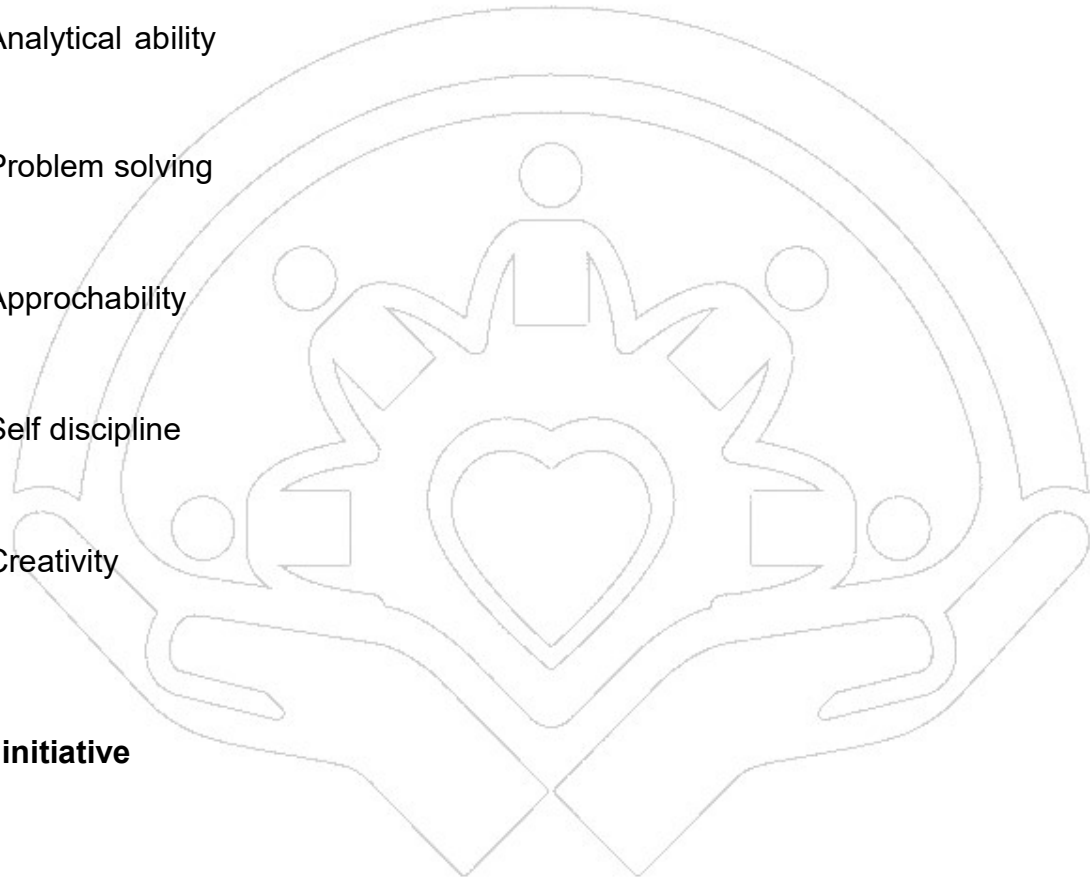 Analytical ability
Problem solving
Approchability
Self discipline
Creativity
initiative